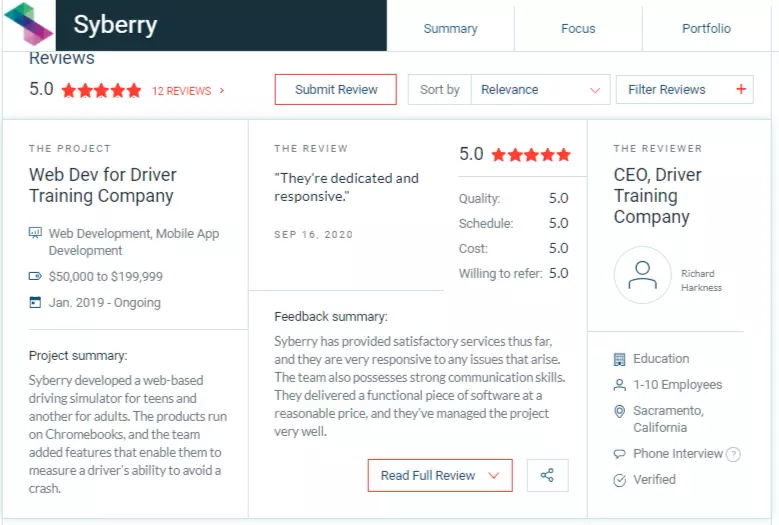 Syberry
Summary
Focus
Portfolio
Reviews
5.0
12 REVIEWS >
Submit Review
Sort by
Relevance
Filter Reviews +
THE PROJECT
Web Dev for Driver
Training Company
Web Development, Mobile App
Development
$50,000 to $199,999
Jan. 2019 - Ongoing
Project summary:
Syberry developed a web-based
driving simulator for teens and
another for adults. The products run
on Chromebooks, and the team
added features that enable them to
measure a driver's ability to avoid a
crash.
THE REVIEW
"They're dedicated and
responsive."
SEP 16, 2020
5.0
Quality: 5.0
Schedule: 5.0
Cost: 5.0
Willing to refer: 5.0
Feedback summary:
Syberry has provided satisfactory services thus far,
and they are very responsive to any issues that arise.
The team also possesses strong communication skills.
They delivered a functional piece of software at a
reasonable price, and they've managed the project
very well.
Read Full Review
THE REVIEWER
CEO, Driver
Training
Company
Richard
Harkness
Education
1-10 Employees
Sacramento,
California
Phone Interview ?
Verified